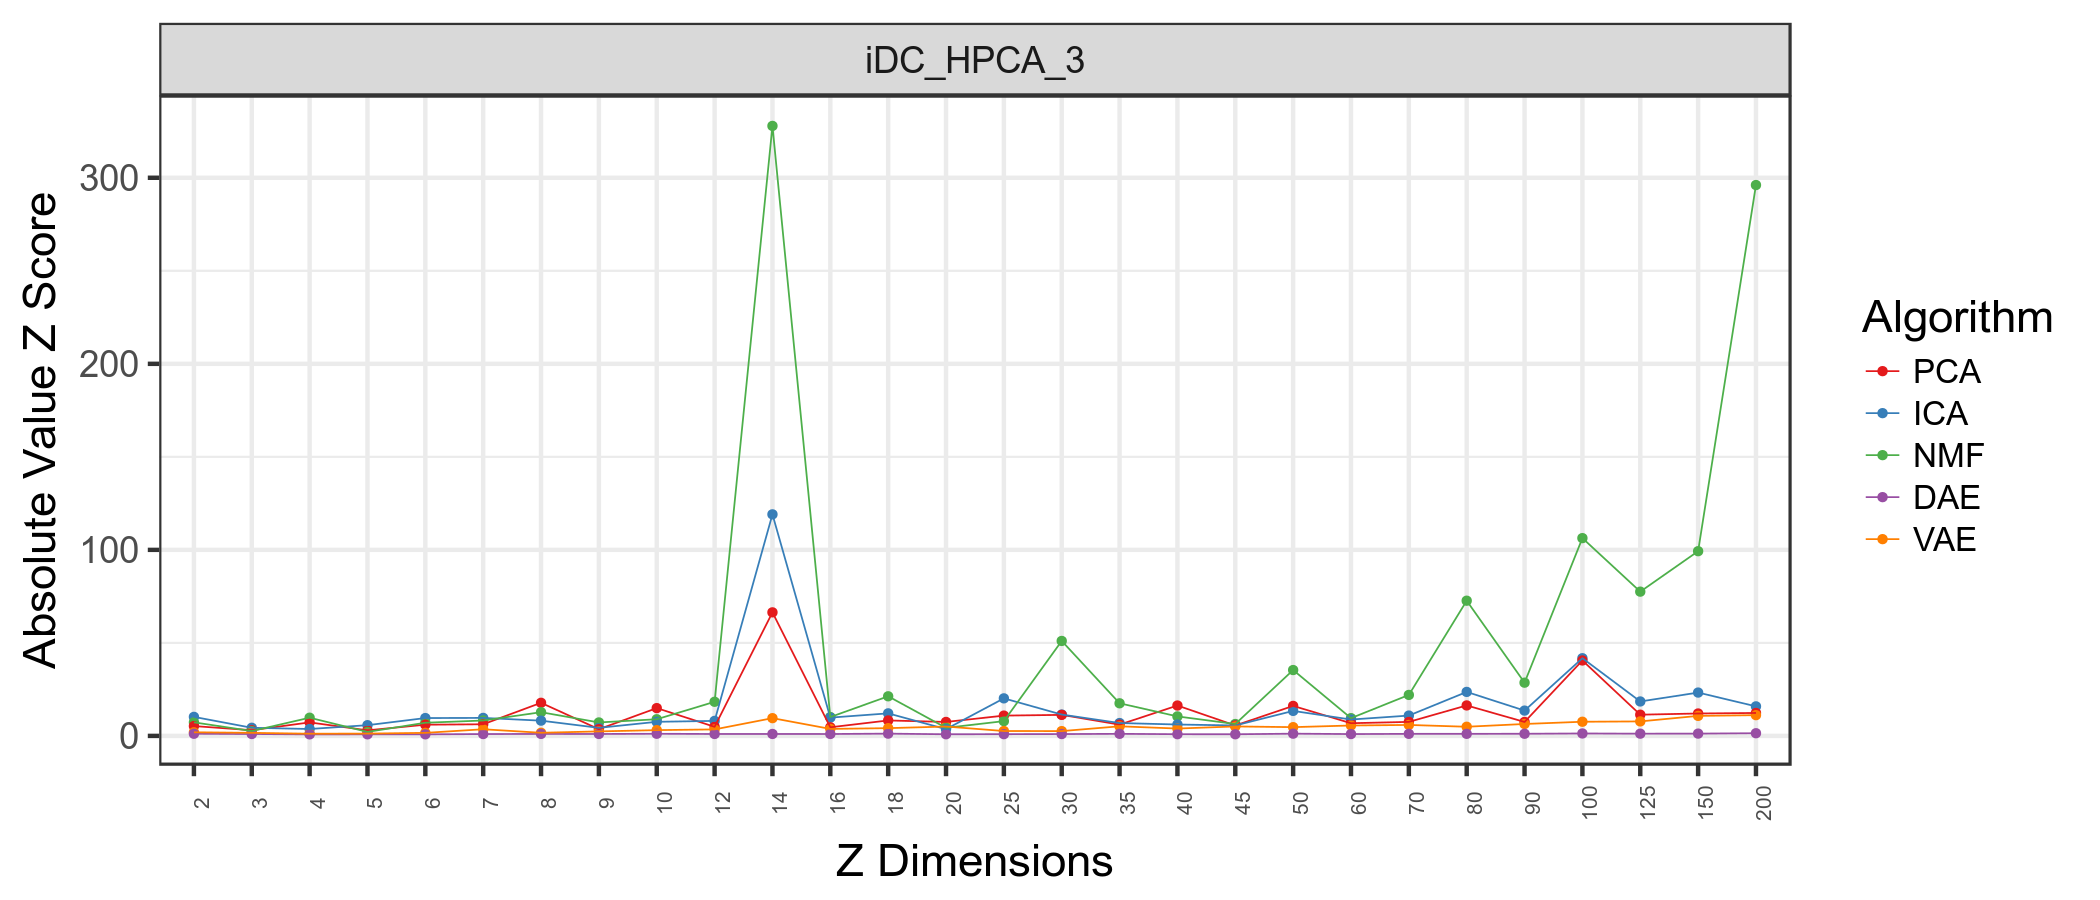 iDC_HPCA_3
Absolute Value Z Score
300
200
100
0
2 3 4 5 6 7 8 9 10 12 14 16 18 20 25 30 35 40 45 50 60 70 80 90 100 125 150 200
Z Dimensions
Algorithm
PCA
ICA
NMF
DAE
VAE